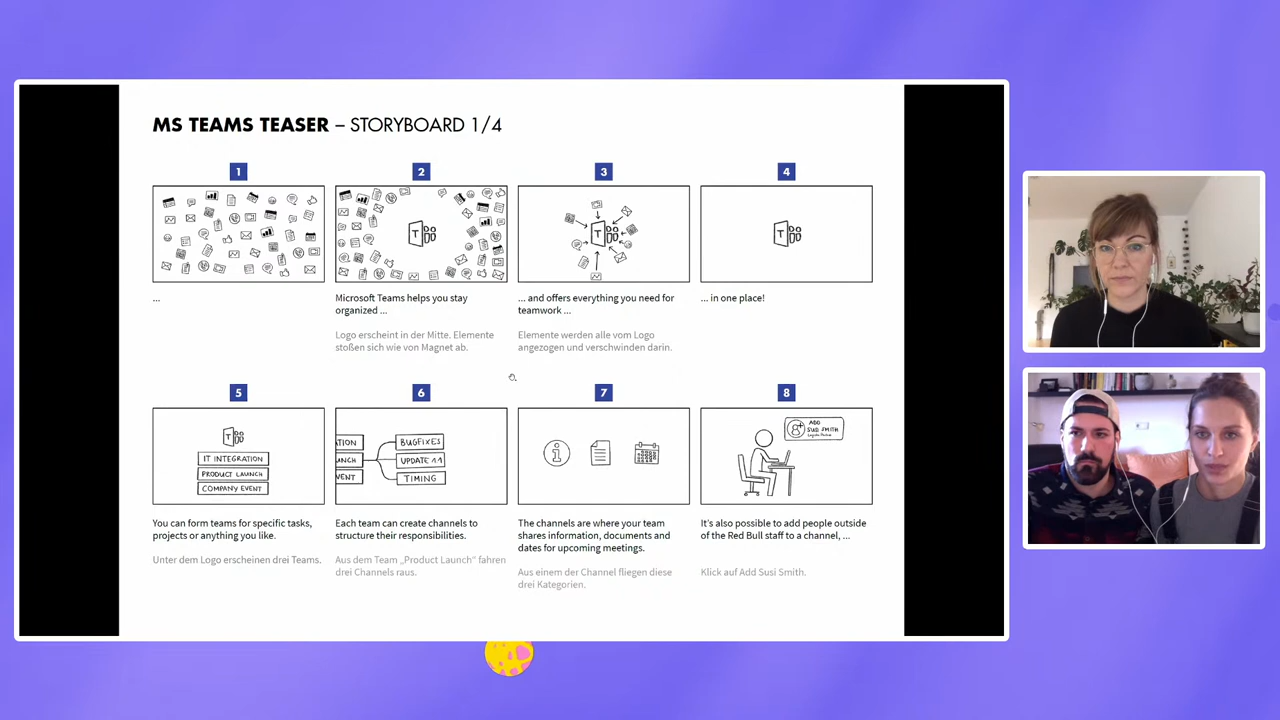 MS TEAMS TEASER – STORYBOARD 1/4
1
2
3
4
T
T
T
...
Microsoft Teams helps you stay
organized ...
Logo erscheint in der Mitte. Elemente
stoßen sich wie von Magnet ab.
... and offers everything you need for
teamwork ...
Elemente werden alle vom Logo
angezogen und verschwinden darin.
... in one place!
5
6
7
8
T
IT INTEGRATION
PRODUCT LAUNCH
COMPANY EVENT
ATION
UNCH
VENT
BUGFIXES
UPDATE 1.1
TIMING
i
ADD
SUSI SMITH
You can form teams for specific tasks,
projects or anything you like.
Unter dem Logo erscheinen drei Teams.
Each team can create channels to
structure their responsibilities.
Aus dem Team „Product Launch“ fahren
drei Channels raus.
The channels are where your team
shares information, documents and
dates for upcoming meetings.
Aus einem der Channel fliegen diese
drei Kategorien.
It's also possible to add people outside
of the Red Bull staff to a channel, ...
Klick auf Add Susi Smith.